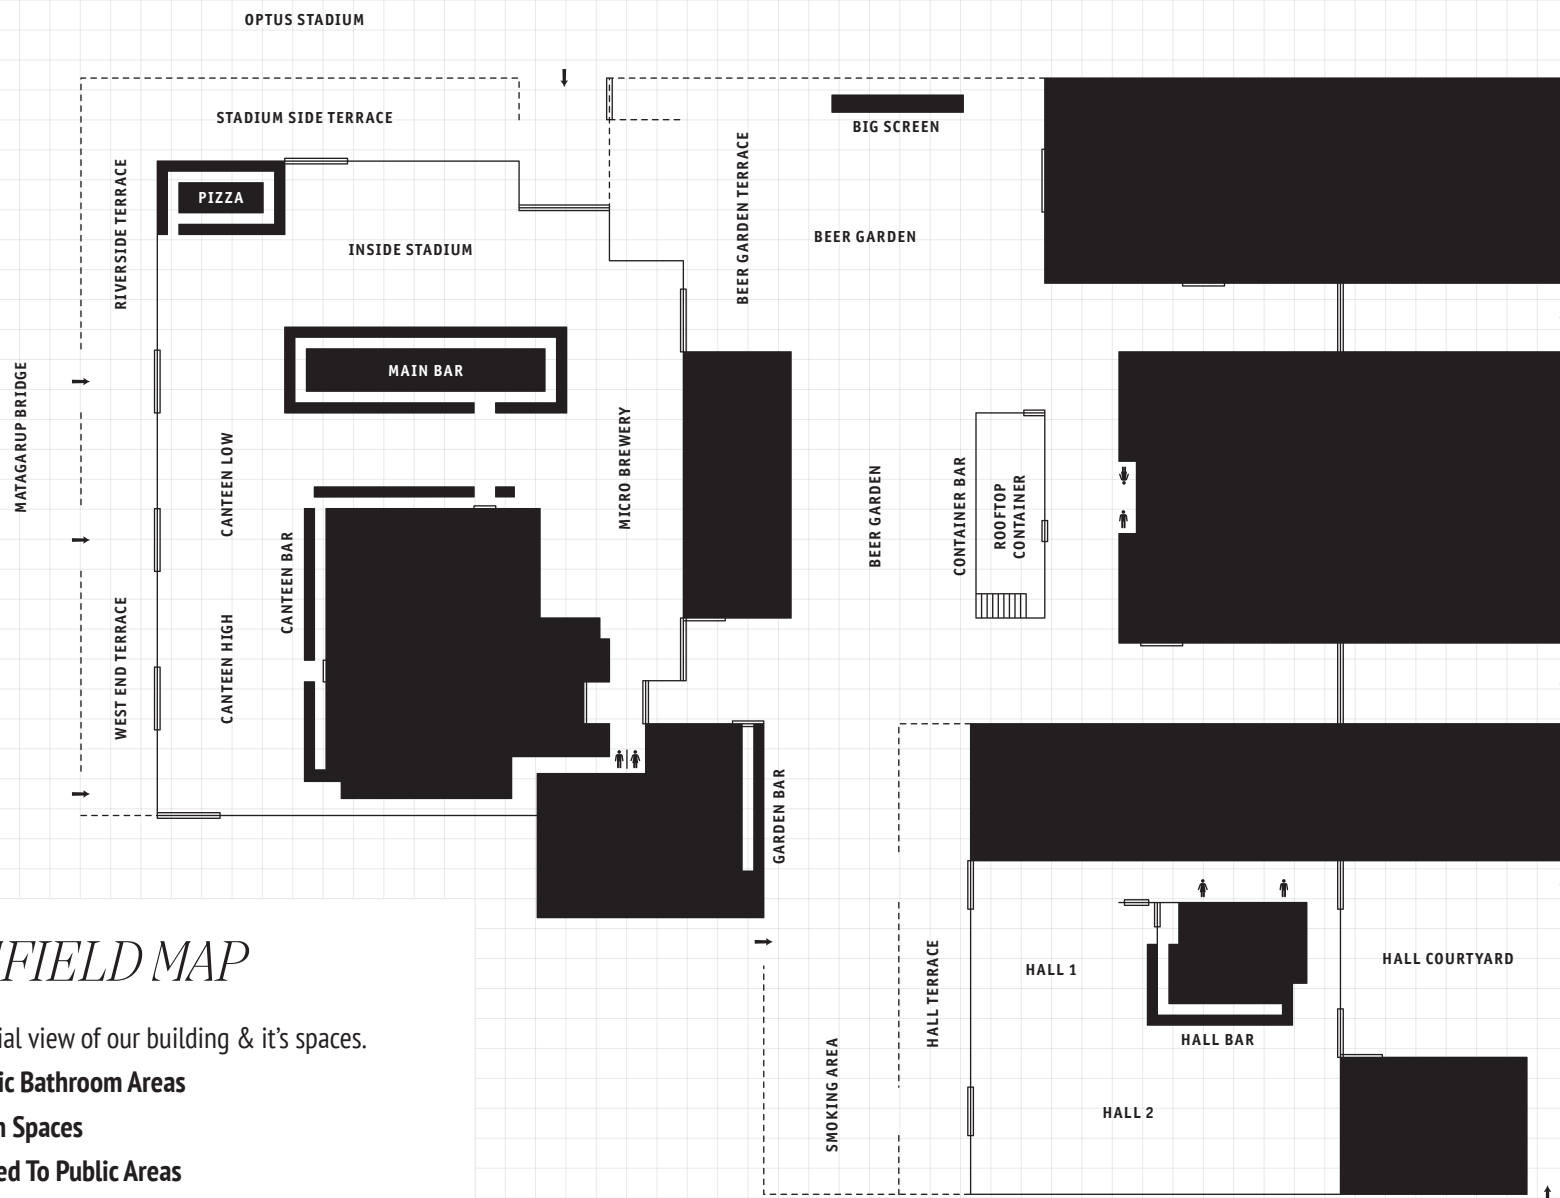 OPTUS STADIUM
STADIUM SIDE TERRACE
BIG SCREEN
PIZZA
RIVERSIDE TERRACE
BEER GARDEN TERRACE
BEER GARDEN
INSIDE STADIUM
MAIN BAR
MATAGARUP BRIDGE
CANTEEN LOW
MICRO BREWERY
BEER GARDEN
CONTAINER BAR
ROOFTOP
CONTAINER
CANTEEN BAR
WEST END TERRACE
CANTEEN HIGH
GARDEN BAR
FIELD MAP
ial view of our building & it's spaces.
ic Bathroom Areas
n Spaces
ed To Public Areas
HALL TERRACE
HALL 1
HALL COURTYARD
HALL BAR
SMOKING AREA
HALL 2